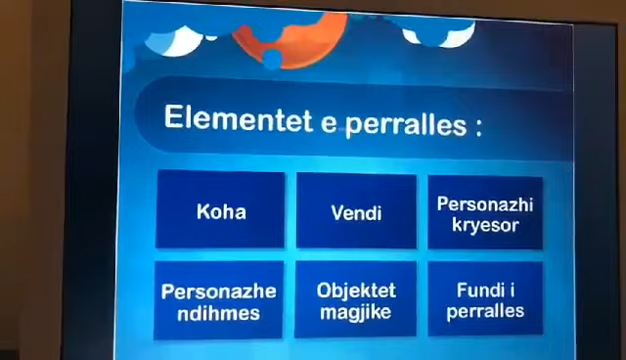 Elementet e perralles :
Koha
Vendi
Personazhi
kryesor
Personazhe
ndihmes
Objektet
magjike
Fundi i
perralles